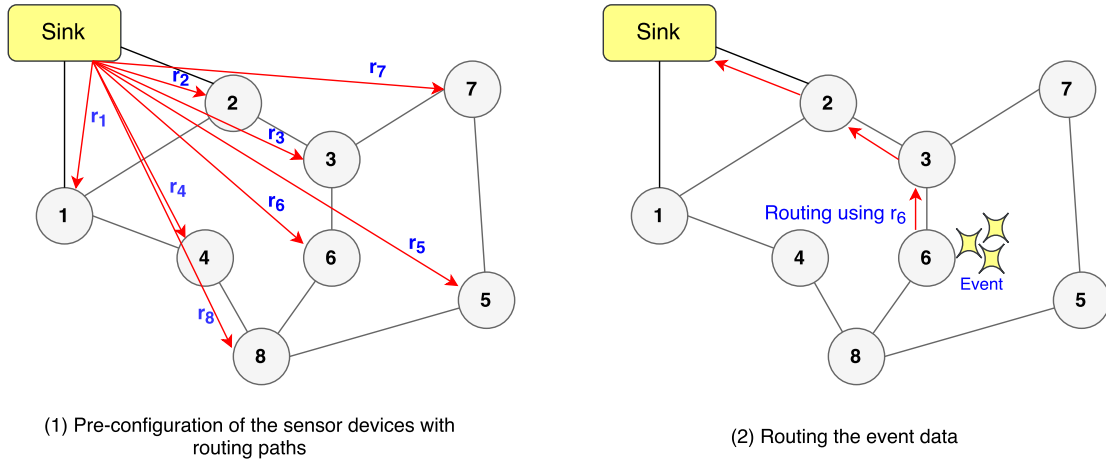 Sink
r7
r2
2
7
r1
r3
3
1
r4
r6
4
6
r5
5
r8
8
(1) Pre-configuration of the sensor devices with
routing paths
Sink
2
7
3
1
Routing using r6
4
6
Event
5
8
(2) Routing the event data